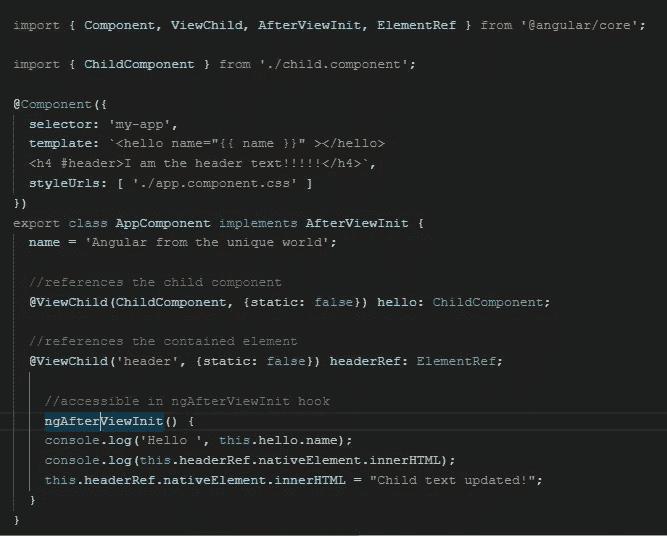 import { Component, ViewChild, AfterViewInit, ElementRef } from '@angular/core';
import { ChildComponent } from './child.component';
@Component({
selector: 'my-app',
template: `<hello name="{{ name }}" ></hello>
<h4 #header>I am the header text!!!!!</h4>`,
styleUrls: [ './app.component.css' ]
})
export class AppComponent implements AfterViewInit {
name = 'Angular from the unique world';
//references the child component
@ViewChild(ChildComponent, {static: false}) hello: ChildComponent;
//references the contained element
@ViewChild('header', {static: false}) headerRef: ElementRef;
//accessible in ngAfterViewInit hook
ngAfterViewInit() {
console.log('Hello ', this.hello.name);
console.log(this.headerRef.nativeElement.innerHTML);
this.headerRef.nativeElement.innerHTML = "Child text updated!";
}
}